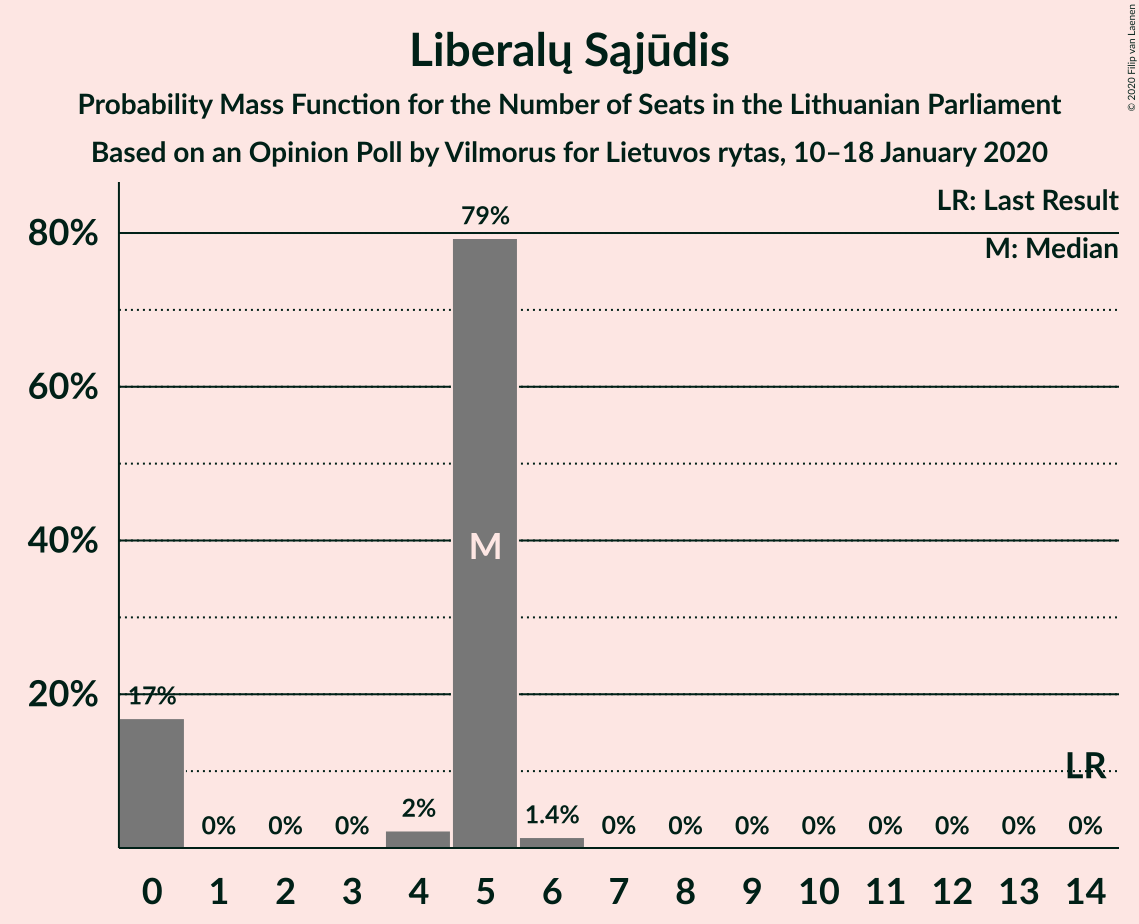 Liberalų Sąjūdis
Probability Mass Function for the Number of Seats in the Lithuanian Parliament
Based on an Opinion Poll by Vilmorus for Lietuvos rytas, 10–18 January 2020
© 2020 Filip van Laenen
LR: Last Result
M: Median
80%
60%
40%
20%
17%
0%
0%
0%
2%
79%
M
1.4%
0%
0%
0%
0%
0%
0%
0%
0%
LR
0 1 2 3 4 5 6 7 8 9 10 11 12 13 14